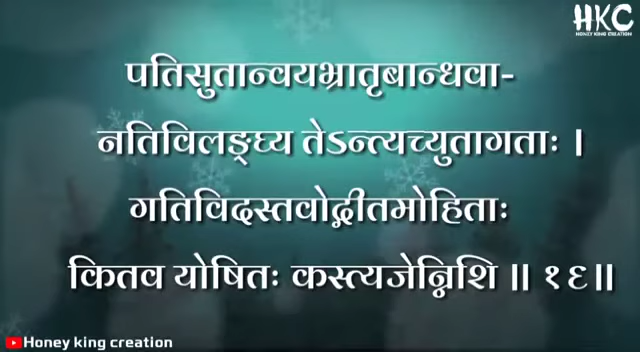 HKC
HONEY KING CREATION
पतिसुतान्वयभ्रातृबान्धवा-
नतिविलङ्घ्य तेऽन्त्यच्युतागताः ।
गतिविदस्तवोद्गीतमोहिताः
कितव योषितः कस्त्यजेन्निशि ॥ १६॥
Honey king creation